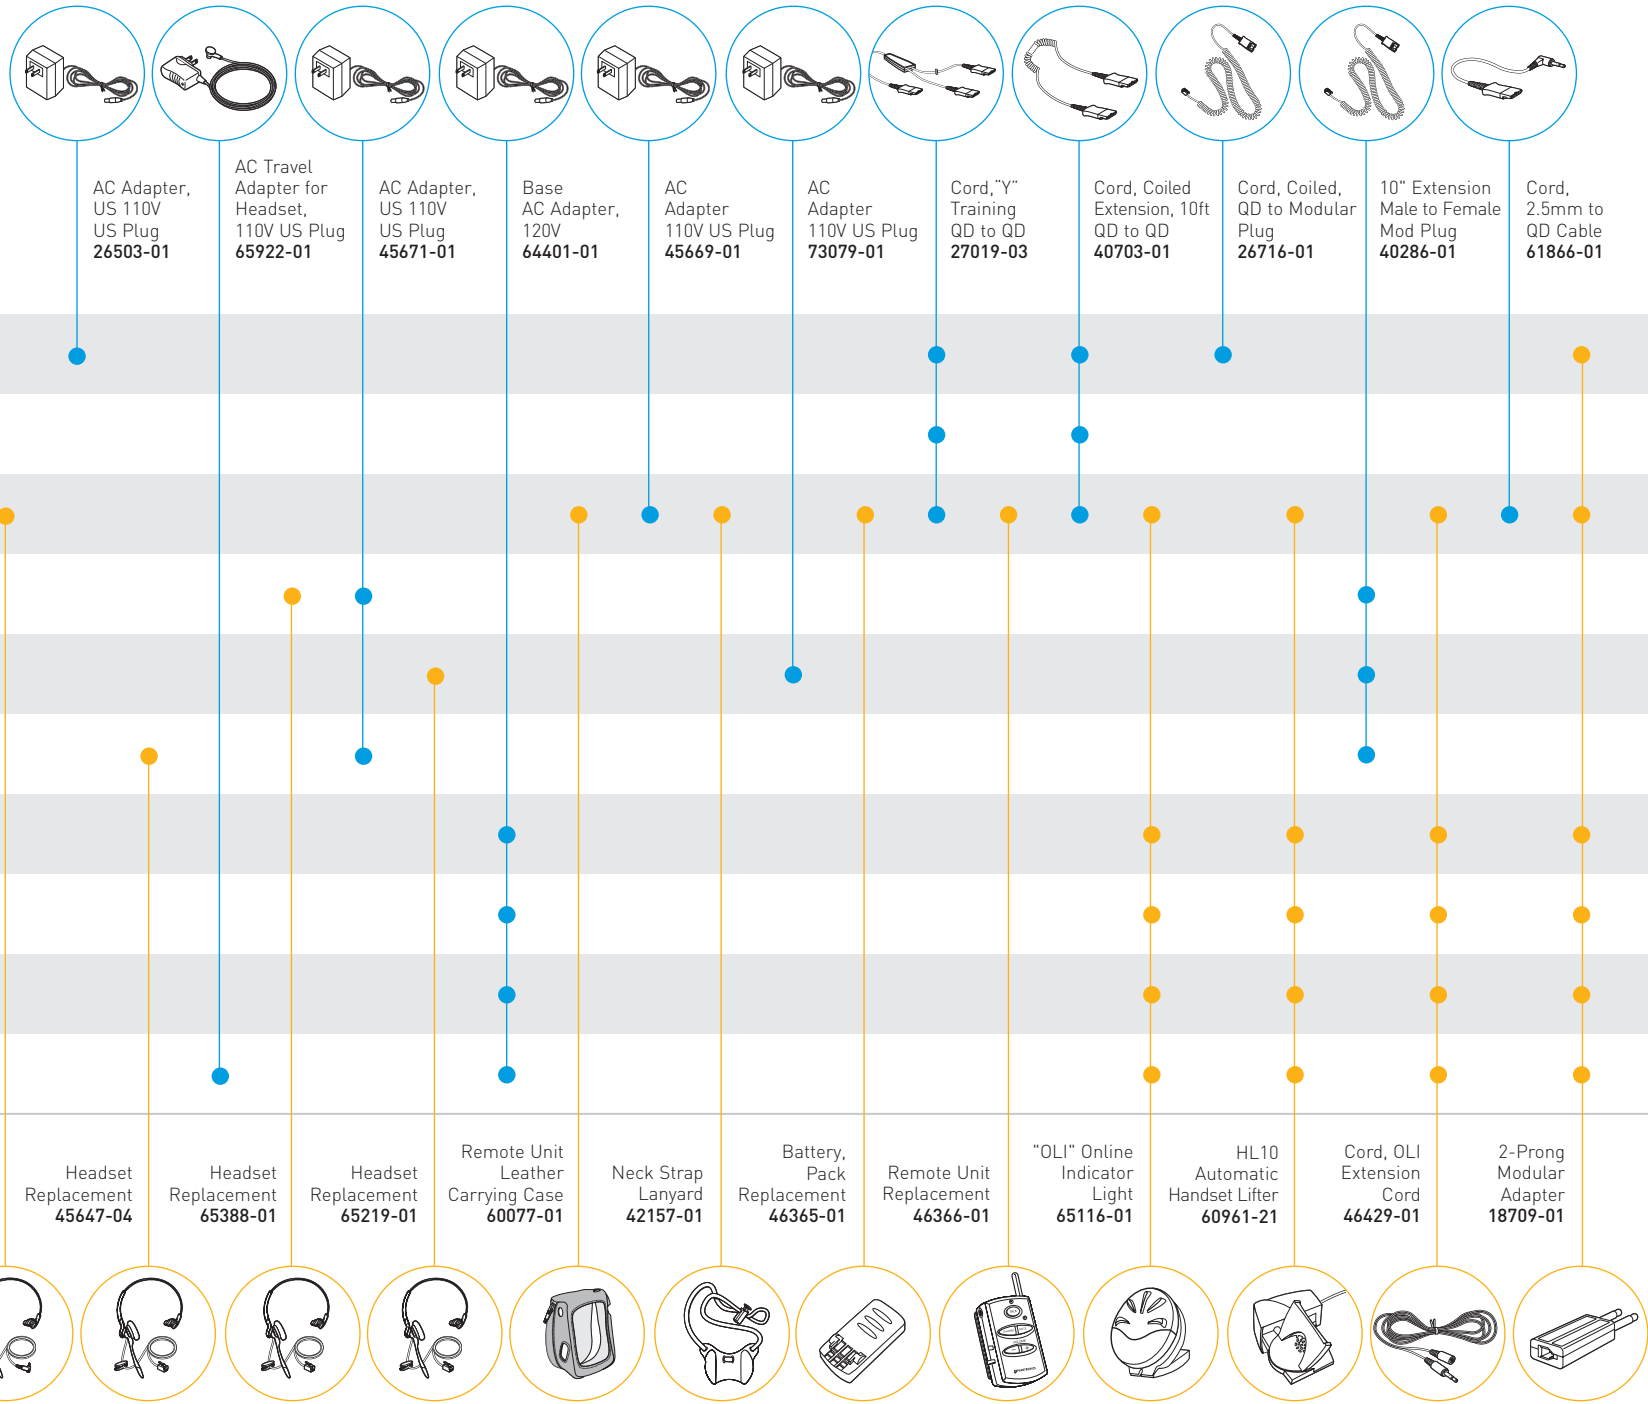 AC Adapter,
US 110V
US Plug
26503-01
AC Travel
Adapter for
Headset,
110V US Plug
65922-01
AC Adapter,
US 110V
US Plug
45671-01
Base
AC Adapter,
120V
64401-01
AC
Adapter
110V US Plug
45669-01
AC
Adapter
110V US Plug
73079-01
Cord,"Y"
Training
QD to QD
27019-03
Cord, Coiled
Extension, 10ft
QD to QD
40703-01
Cord, Coiled,
QD to Modular
Plug
26716-01
10" Extension
Male to Female
Mod Plug
40286-01
Cord,
2.5mm to
QD Cable
61866-01
Headset
Replacement
45647-04
Headset
Replacement
65388-01
Headset
Replacement
65219-01
Remote Unit
Leather
Carrying Case
60077-01
Neck Strap
Lanyard
42157-01
Battery,
Pack
Replacement
46365-01
Remote Unit
Replacement
46366-01
"OLI" Online
Indicator
Light
65116-01
HL10
Automatic
Handset Lifter
60961-21
Cord, OLI
Extension
Cord
46429-01
2-Prong
Modular
Adapter
18709-01